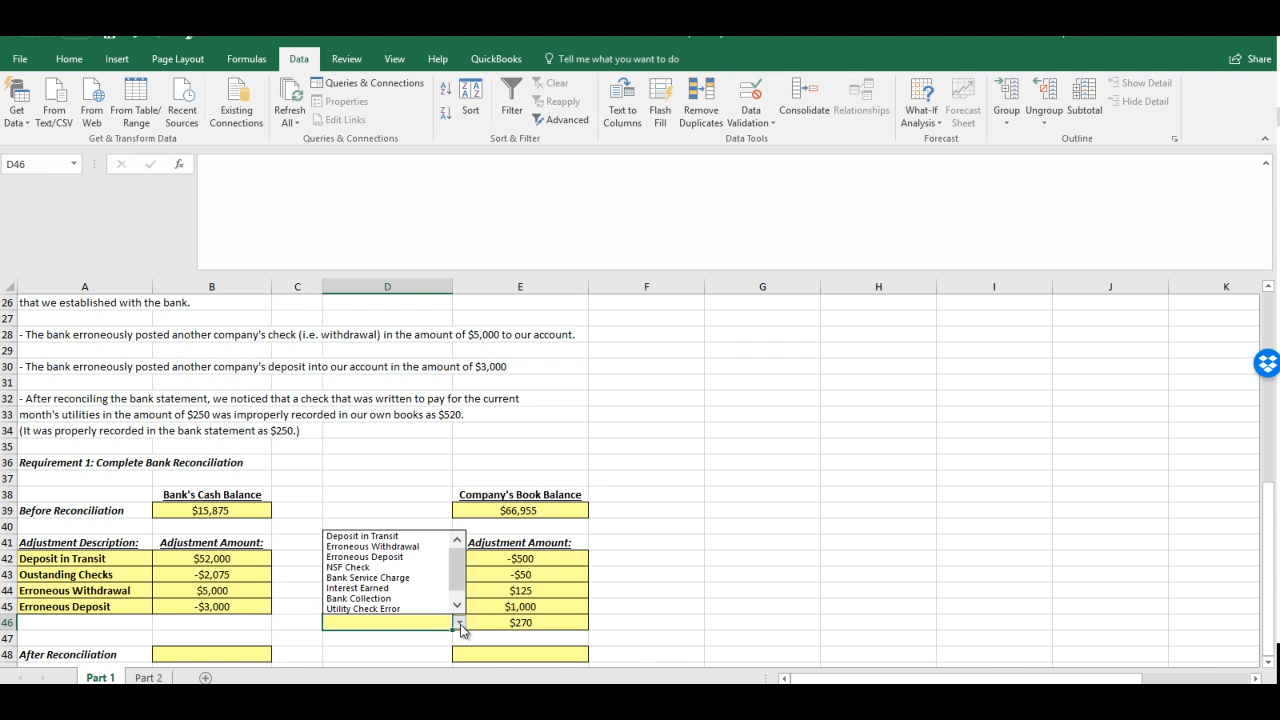 File Home Insert Page Layout Formulas Data Review View Help QuickBooks Tell me what you want to do Share
Get Data From Text/CSV From Web From Table/ Range Recent Sources Existing Connections Refresh All Queries & Connections Properties Edit Links Sort Filter Clear Reapply Advanced Text to Columns Flash Fill Remove Duplicates Data Validation Consolidate Relationships What-If Analysis Forecast Sheet Group Ungroup Subtotal Show Detail Hide Detail
Get & Transform Data Queries & Connections Sort & Filter Data Tools Forecast Outline
D46 fx
A B C D E F G H I J K
26 that we established with the bank.
27
28 - The bank erroneously posted another company's check (i.e. withdrawal) in the amount of $5,000 to our account.
29
30 - The bank erroneously posted another company's deposit into our account in the amount of $3,000
31
32 - After reconciling the bank statement, we noticed that a check that was written to pay for the current
33 month's utilities in the amount of $250 was improperly recorded in our own books as $520.
34 (It was properly recorded in the bank statement as $250.)
35
36 Requirement 1: Complete Bank Reconciliation
37
38 Bank's Cash Balance Company's Book Balance
39 Before Reconciliation $15,875 $66,955
40
41 Adjustment Description: Adjustment Amount: Adjustment Amount:
42 Deposit in Transit $52,000 -$500
43 Oustanding Checks -$2,075 -$50
44 Erroneous Withdrawal $5,000 $125
45 Erroneous Deposit -$3,000 $1,000
46 $270
Deposit in Transit
Erroneous Withdrawal
Erroneous Deposit
NSF Check
Bank Service Charge
Interest Earned
Bank Collection
Utility Check Error
47
48 After Reconciliation
Part 1 Part 2